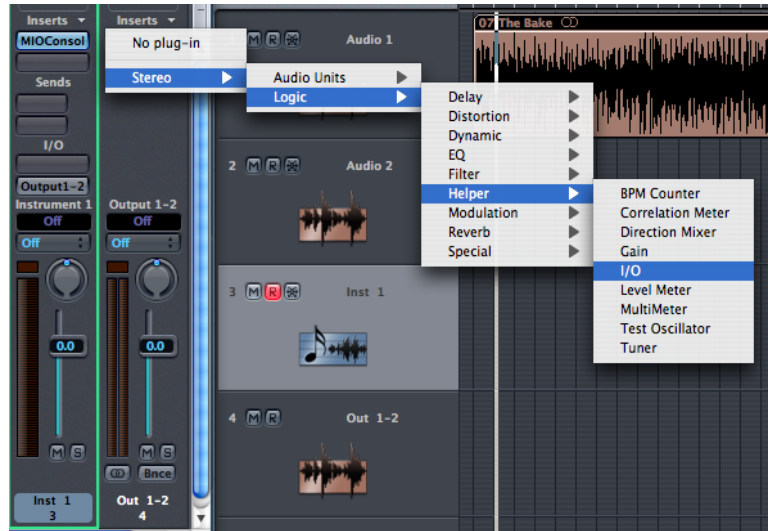 Inserts
MIOConsol
Sends
I/O
Output1-2
Instrument 1
Off
Off
0.0
M S
Inst 1
3
Inserts
Output 1-2
Off
Off
0.0
M S
Bnce
Out 1-2
4
No plug-in
Stereo
Audio Units
Logic
Delay
Distortion
Dynamic
EQ
Filter
Helper
Modulation
Reverb
Special
BPM Counter
Correlation Meter
Direction Mixer
Gain
I/O
Level Meter
MultiMeter
Test Oscillator
Tuner
M R Audio 1
2 M R Audio 2
3 M R Inst 1
4 M R Out 1-2
07 The Bake